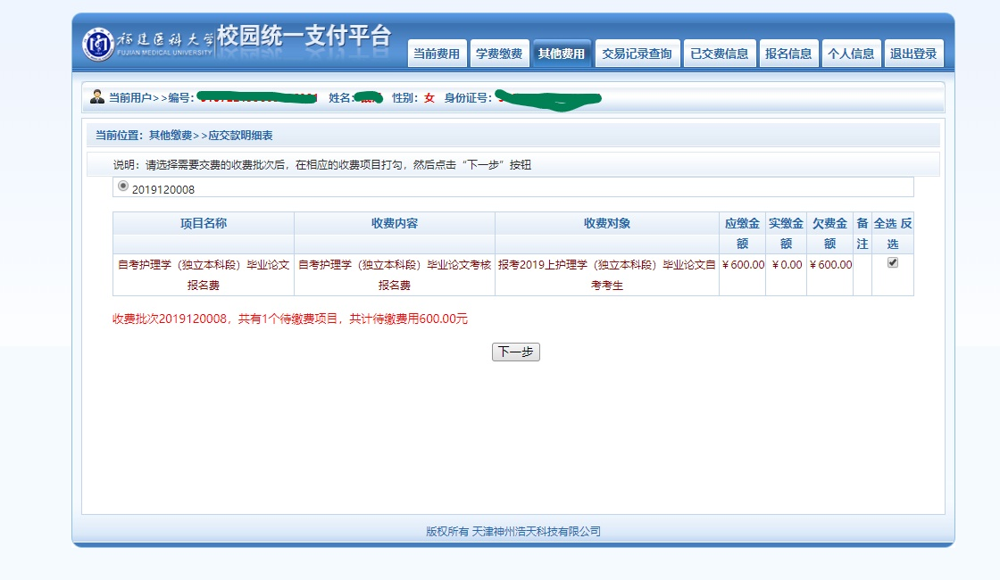 福建医科大学 校园统一支付平台
FUJIAN MEDICAL UNIVERSITY
当前费用 学费缴费 其他费用 交易记录查询 已交费信息 报名信息 个人信息 退出登录
当前用户>>编号: 姓名: 性别: 女 身份证号:
当前位置: 其他缴费>>应交款明细表
说明: 请选择需要交费的收费批次后，在相应的收费项目打勾，然后点击“下一步”按钮
2019120008
项目名称 收费内容 收费对象 应缴金额 实缴金额 欠费金额 备注 全选 反选
自考护理学（独立本科段）毕业论文报名费 自考护理学（独立本科段）毕业论文考核报名费 报考2019上护理学（独立本科段）毕业论文自考考生 ￥600.00 ￥0.00 ￥600.00
收费批次2019120008，共有1个待缴费项目，共计待缴费用600.00元
下一步
版权所有 天津神州浩天科技有限公司